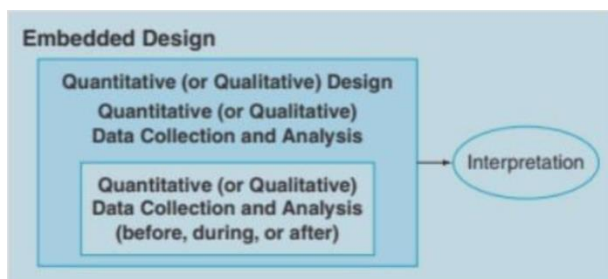 Embedded Design
Quantitative (or Qualitative) Design
Quantitative (or Qualitative)
Data Collection and Analysis
Quantitative (or Qualitative)
Data Collection and Analysis
(before, during, or after)
Interpretation